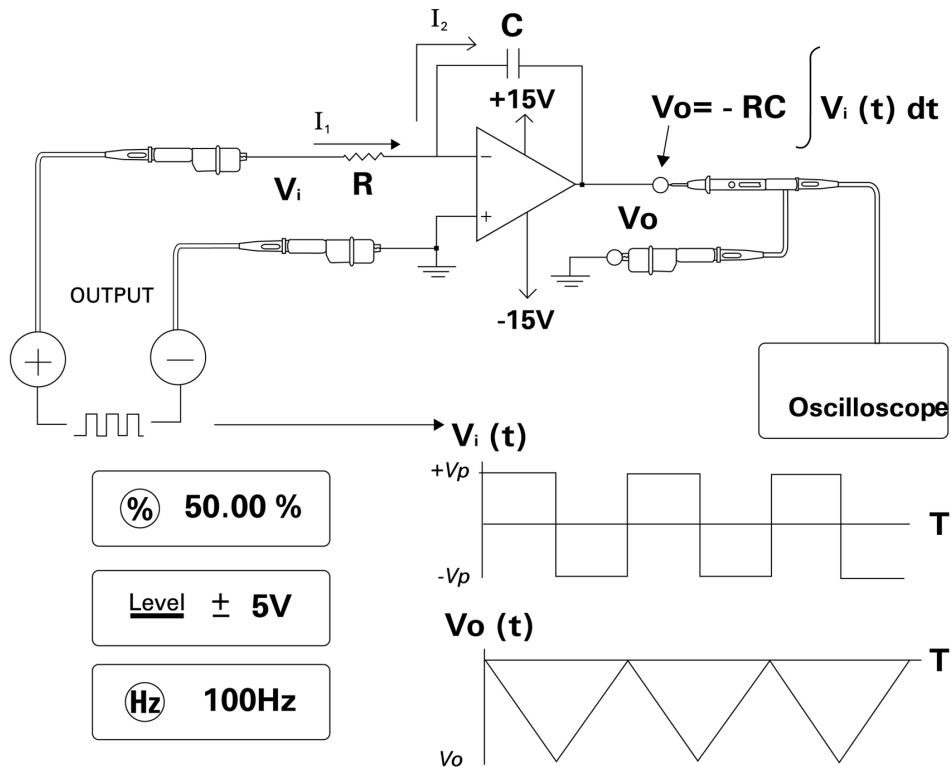 I₂
C
+15V
I₁
Vo= - RC ∫ Vᵢ (t) dt
−
Vᵢ
R
+
Vo
OUTPUT
-15V
+
−
Oscilloscope
Vᵢ (t)
+Vp
% 50.00 %
T
-Vp
Level ± 5V
Vo (t)
T
Hz 100Hz
Vo